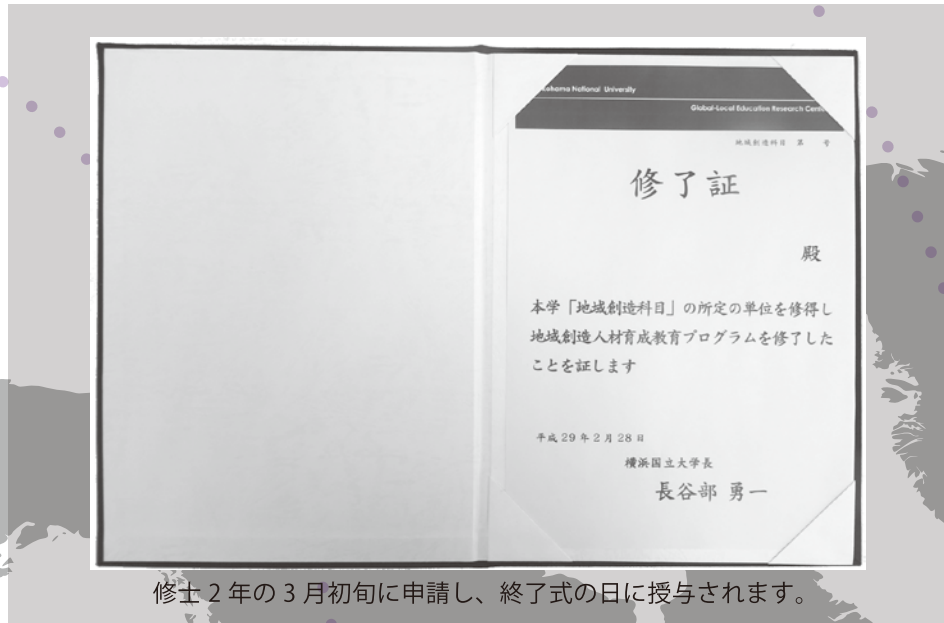 Yokohama National University
Global-Local Education Research Center
地域創造科目　第　　号
修了証
殿
本学「地域創造科目」の所定の単位を修得し
地域創造人材育成教育プログラムを修了した
ことを証します
平成29年2月28日
横浜国立大学長
長谷部 勇一
修士2年の3月初旬に申請し、終了式の日に授与されます。